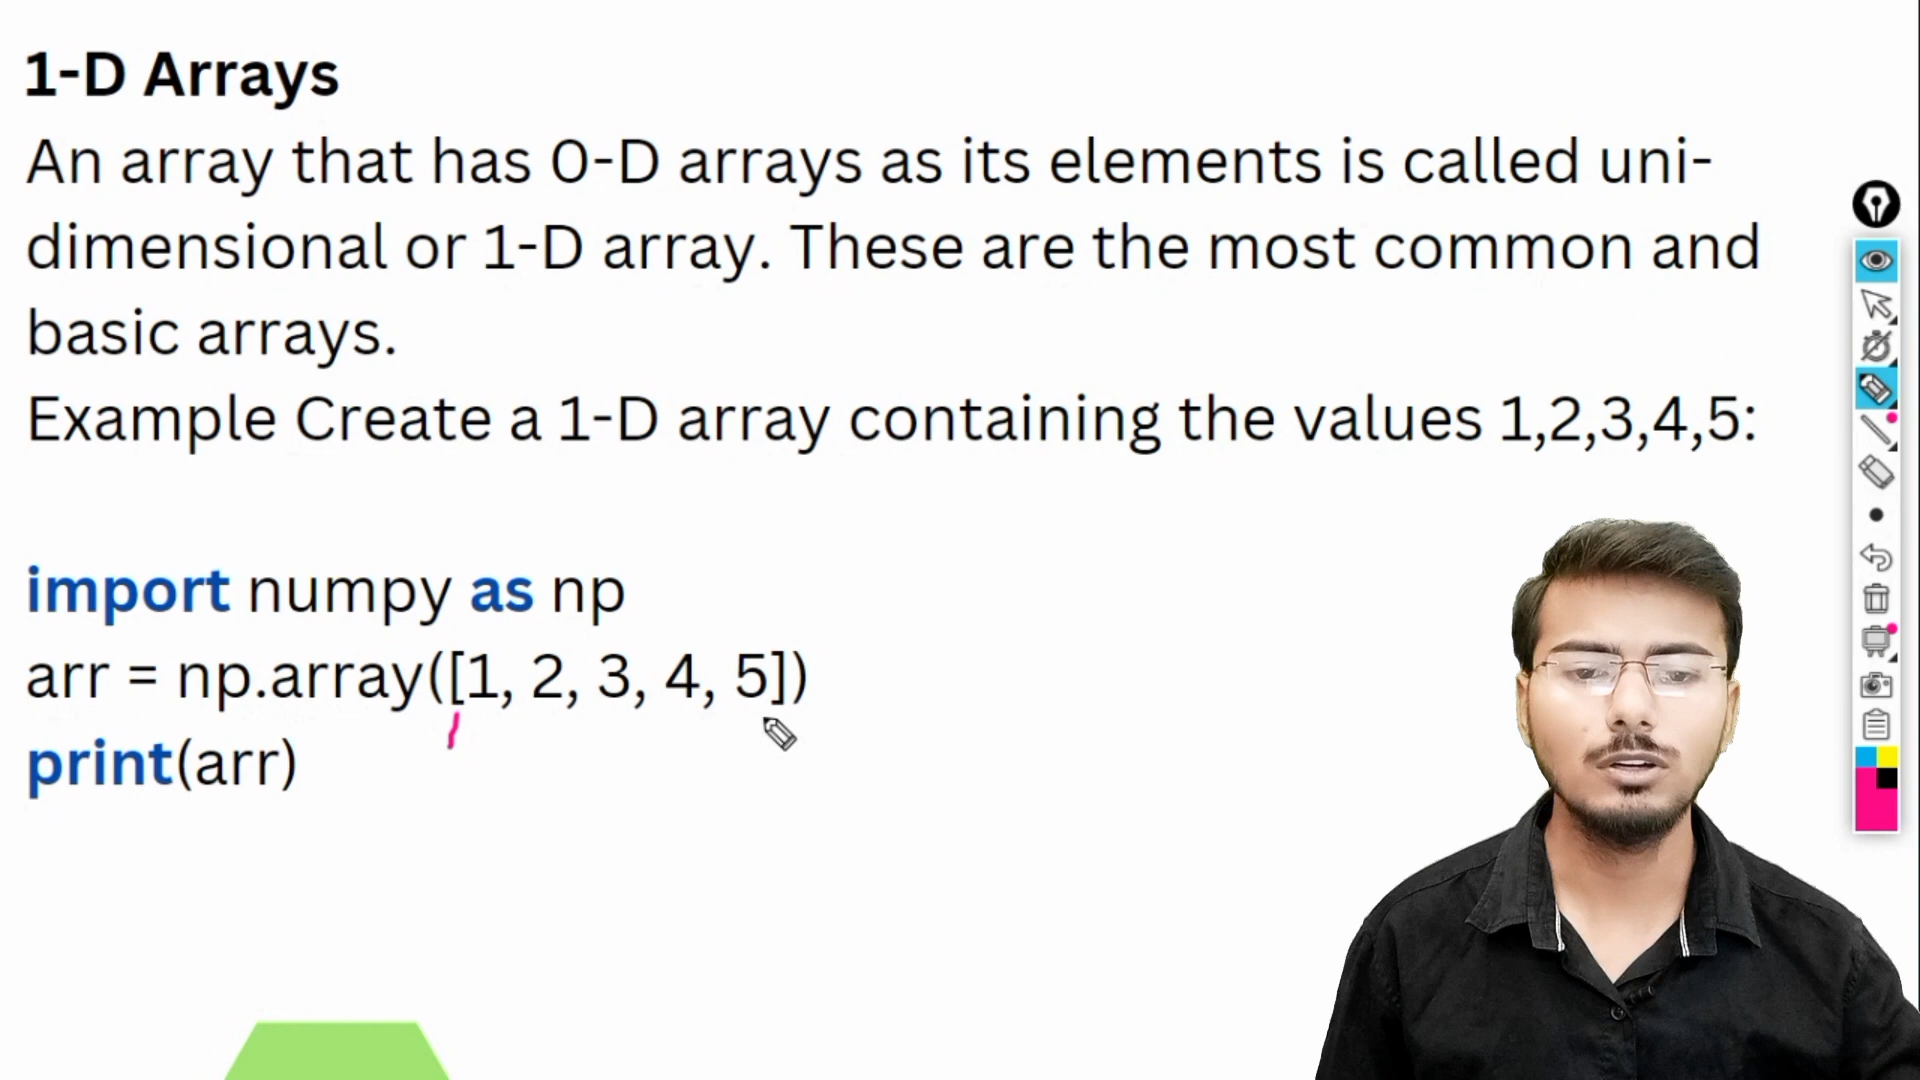 1-D Arrays
An array that has 0-D arrays as its elements is called uni-
dimensional or 1-D array. These are the most common and
basic arrays.
Example Create a 1-D array containing the values 1,2,3,4,5:
import numpy as np
arr = np.array([1, 2, 3, 4, 5])
print(arr)